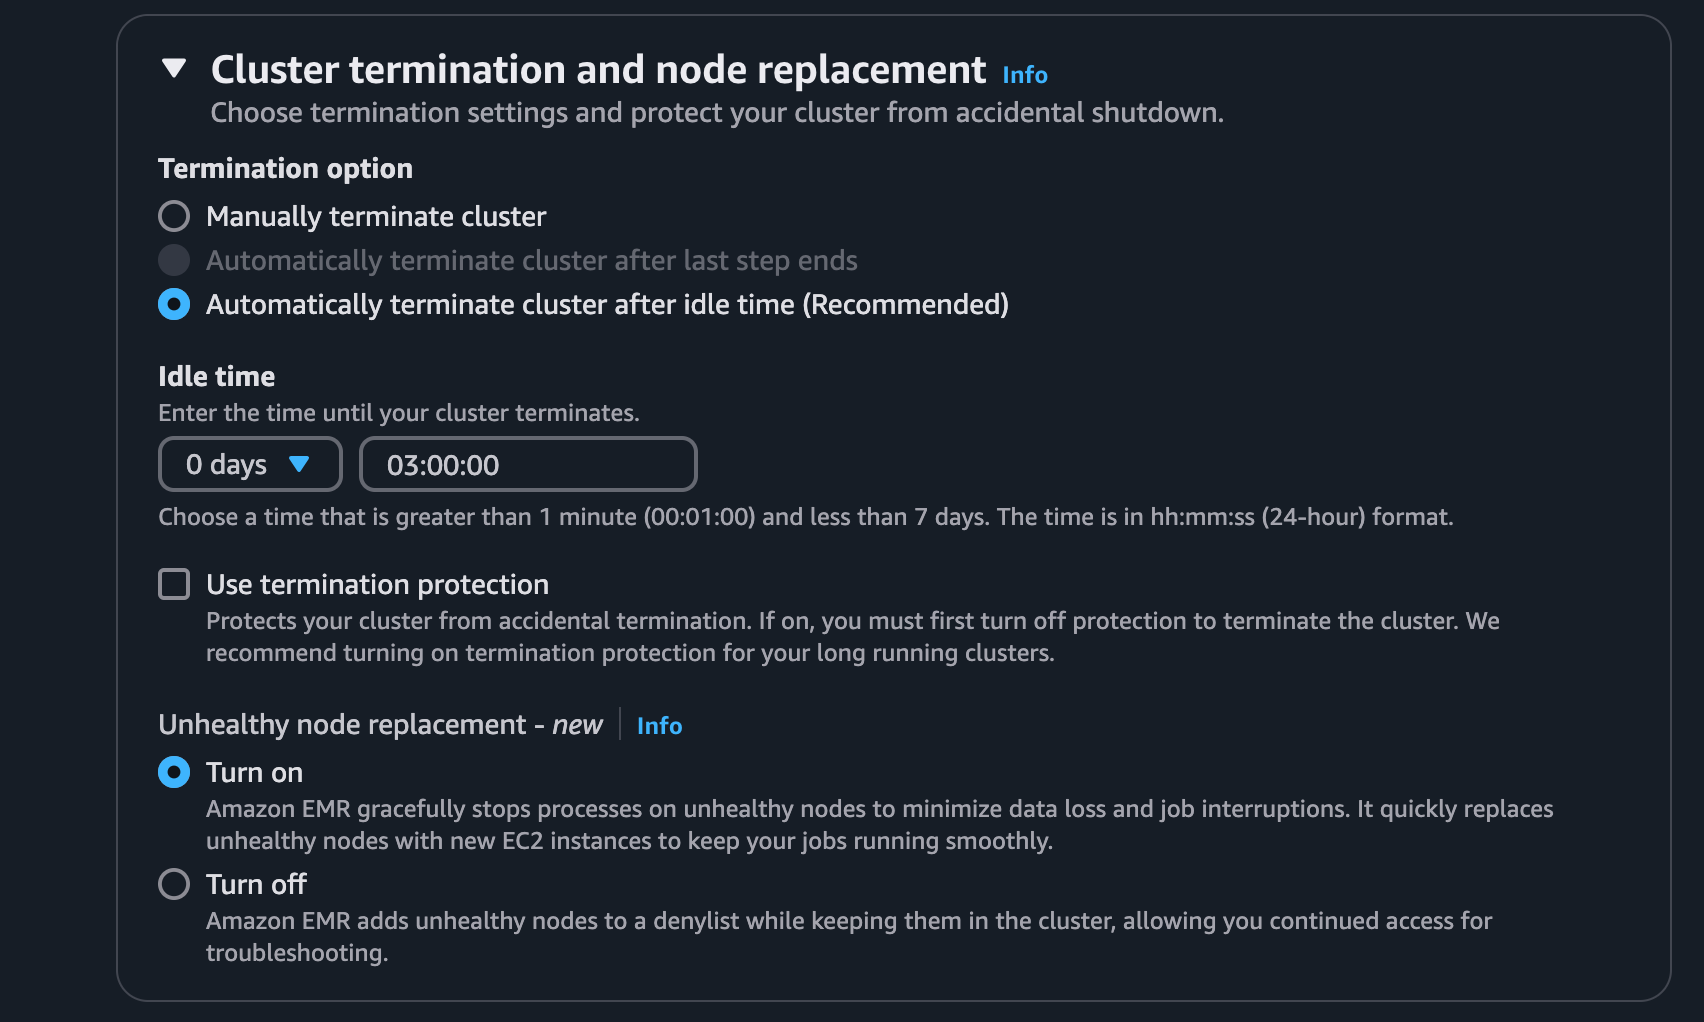 Cluster termination and node replacement Info
Choose termination settings and protect your cluster from accidental shutdown.
Termination option
Manually terminate cluster
Automatically terminate cluster after last step ends
Automatically terminate cluster after idle time (Recommended)
Idle time
Enter the time until your cluster terminates.
0 days 03:00:00
Choose a time that is greater than 1 minute (00:01:00) and less than 7 days. The time is in hh:mm:ss (24-hour) format.
Use termination protection
Protects your cluster from accidental termination. If on, you must first turn off protection to terminate the cluster. We
recommend turning on termination protection for your long running clusters.
Unhealthy node replacement - new Info
Turn on
Amazon EMR gracefully stops processes on unhealthy nodes to minimize data loss and job interruptions. It quickly replaces
unhealthy nodes with new EC2 instances to keep your jobs running smoothly.
Turn off
Amazon EMR adds unhealthy nodes to a denylist while keeping them in the cluster, allowing you continued access for
troubleshooting.